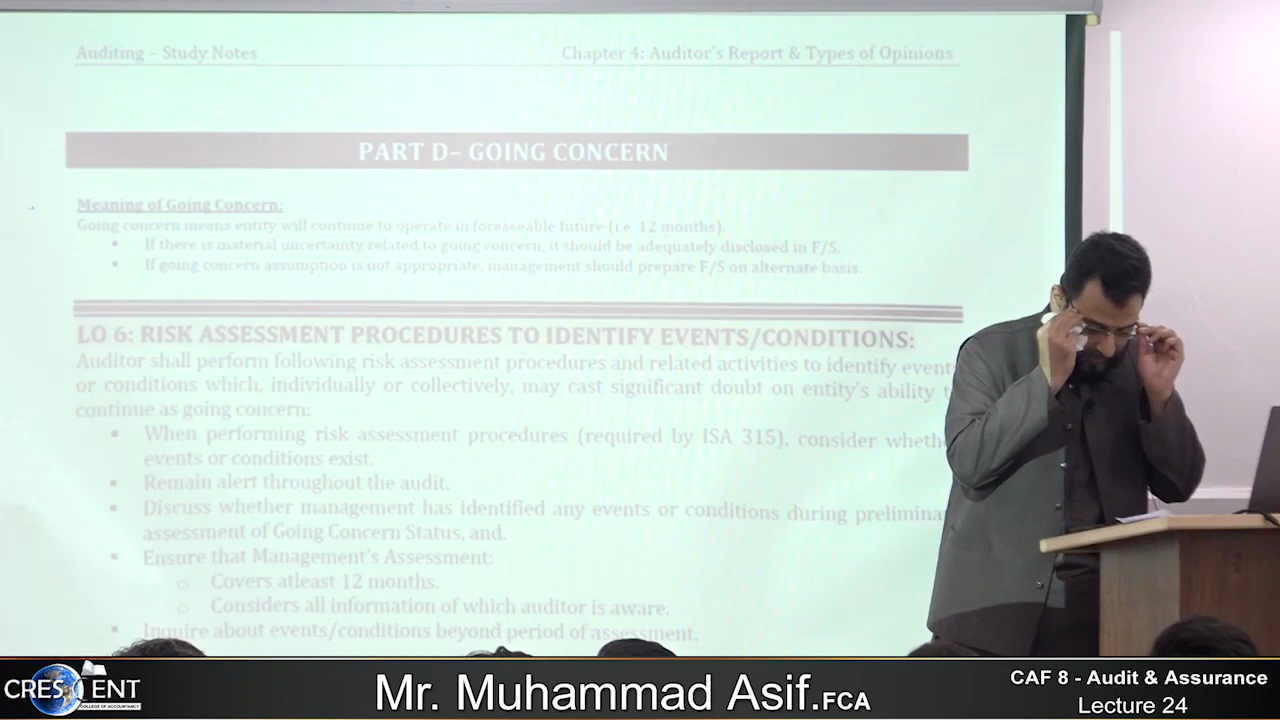 Auditing – Study Notes
Chapter 4: Auditor's Report & Types of Opinions
PART D– GOING CONCERN
Meaning of Going Concern:
Going concern means entity will continue to operate in foreseeable future (i.e. 12 months).
• If there is material uncertainty related to going concern, it should be adequately disclosed in F/S.
• If going concern assumption is not appropriate, management should prepare F/S on alternate basis.
LO 6: RISK ASSESSMENT PROCEDURES TO IDENTIFY EVENTS/CONDITIONS:
Auditor shall perform following risk assessment procedures and related activities to identify event
or conditions which, individually or collectively, may cast significant doubt on entity's ability t
continue as going concern:
• When performing risk assessment procedures (required by ISA 315), consider wheth
events or conditions exist.
• Remain alert throughout the audit.
• Discuss whether management has identified any events or conditions during prelimina
assessment of Going Concern Status, and.
• Ensure that Management's Assessment:
o Covers atleast 12 months.
o Considers all information of which auditor is aware.
• Inquire about events/conditions beyond period of assessment.
CRESCENT
COLLEGE OF ACCOUNTANCY
Mr. Muhammad Asif.FCA
CAF 8 - Audit & Assurance
Lecture 24